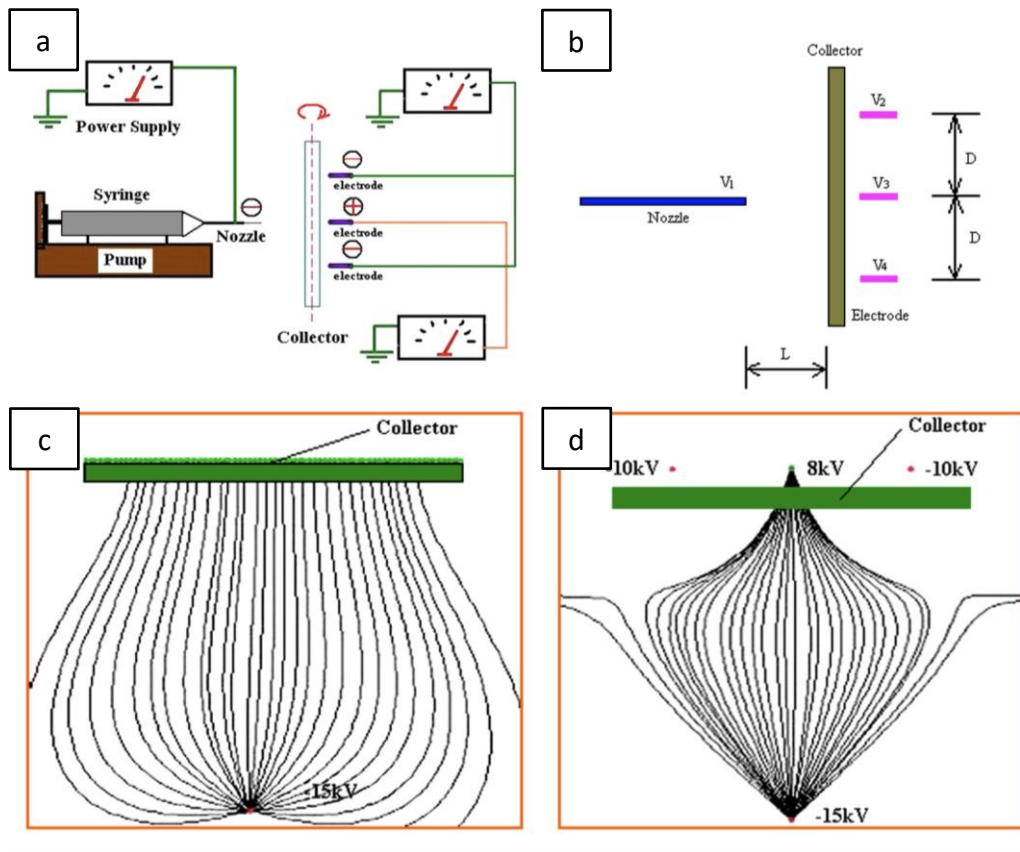 a
Power Supply
Syringe
Nozzle
Pump
electrode
electrode
electrode
Collector
b
Collector
V2
V1
V3
D
Nozzle
D
V4
Electrode
L
c
Collector
-15kV
d
Collector
-10kV
8kV
-10kV
-15kV